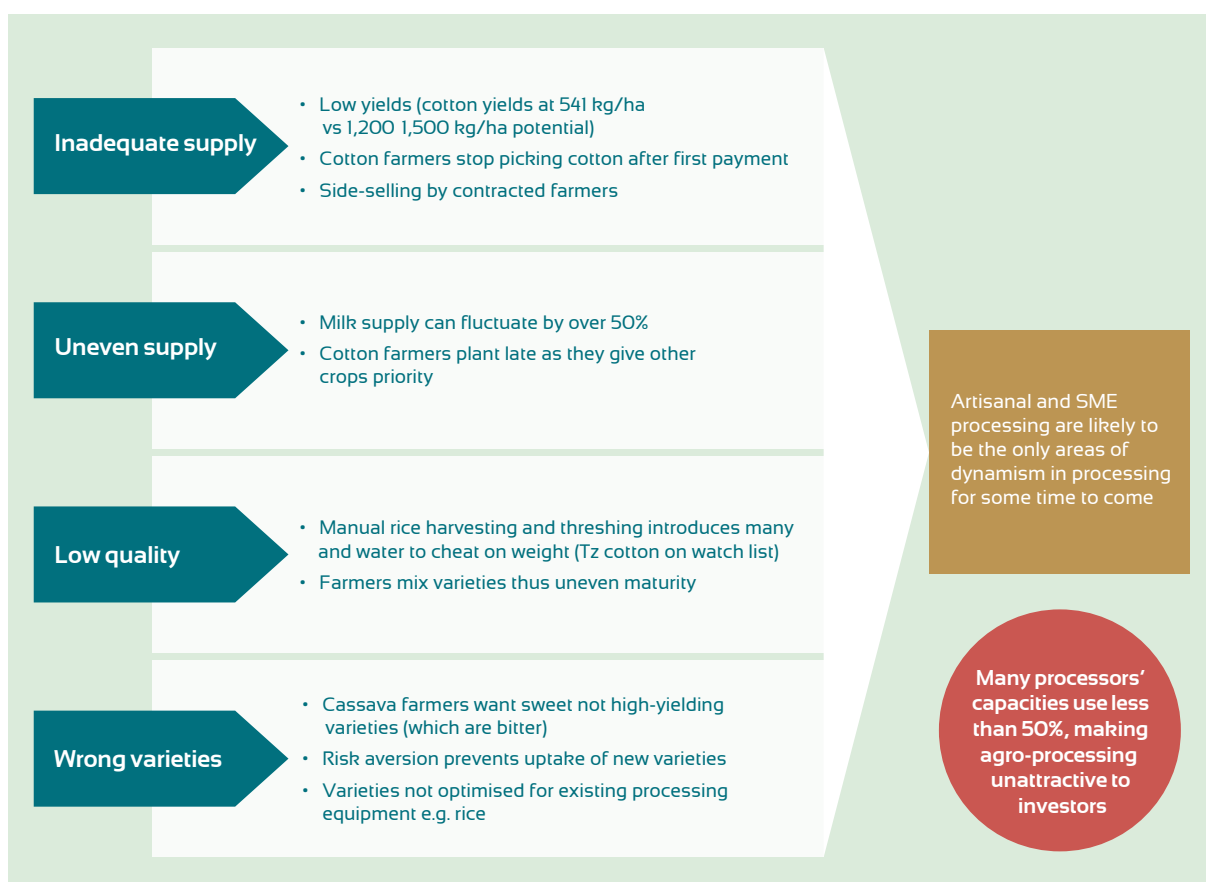 Inadequate supply
• Low yields (cotton yields at 541 kg/ha
vs 1,200 1,500 kg/ha potential)
• Cotton farmers stop picking cotton after first payment
• Side-selling by contracted farmers
Uneven supply
• Milk supply can fluctuate by over 50%
• Cotton farmers plant late as they give other
crops priority
Low quality
• Manual rice harvesting and threshing introduces many
and water to cheat on weight (Tz cotton on watch list)
• Farmers mix varieties thus uneven maturity
Wrong varieties
• Cassava farmers want sweet not high-yielding
varieties (which are bitter)
• Risk aversion prevents uptake of new varieties
• Varieties not optimised for existing processing
equipment e.g. rice
Artisanal and SME
processing are likely to
be the only areas of
dynamism in processing
for some time to come
Many processors’
capacities use less
than 50%, making
agro-processing
unattractive to
investors